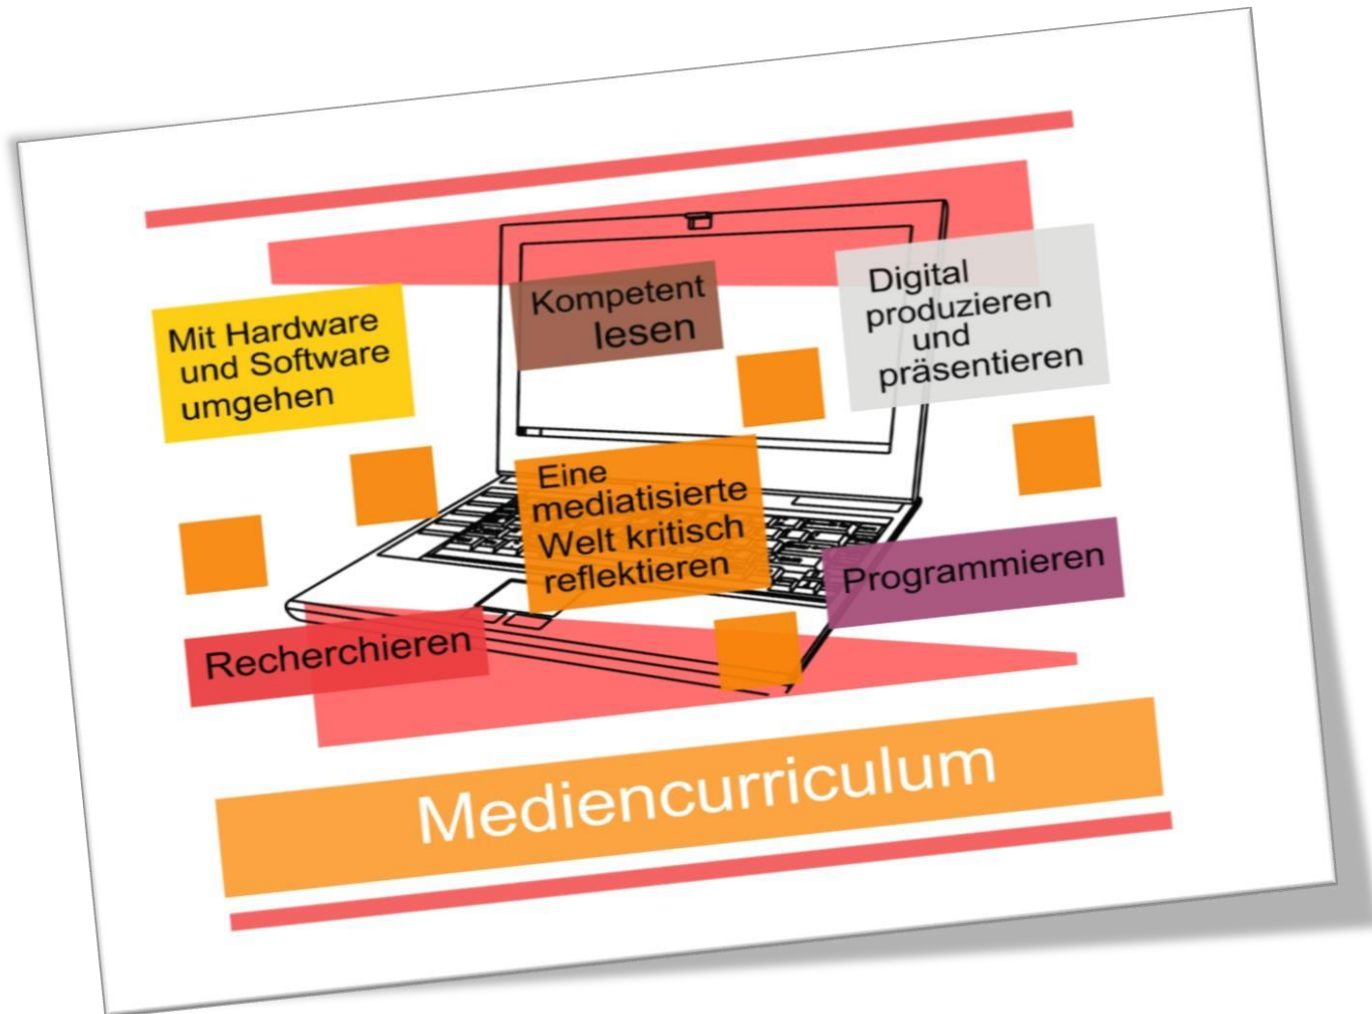 Mit Hardware
und Software
umgehen
Kompetent
lesen
Digital
produzieren
und
präsentieren
Eine
mediatisierte
Welt kritisch
reflektieren
Programmieren
Recherchieren
Mediencurriculum